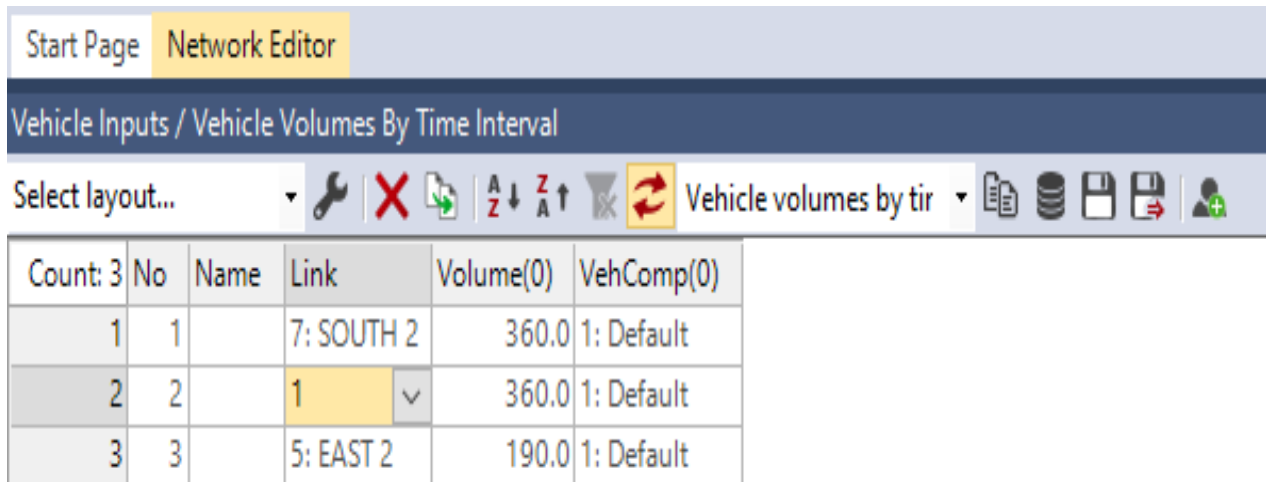 Start Page Network Editor
Vehicle Inputs / Vehicle Volumes By Time Interval
Select layout... A Z Z A Vehicle volumes by tir
Count: 3 No Name Link Volume(0) VehComp(0)
1 1 7: SOUTH 2 360.0 1: Default
2 2 1 360.0 1: Default
3 3 5: EAST 2 190.0 1: Default